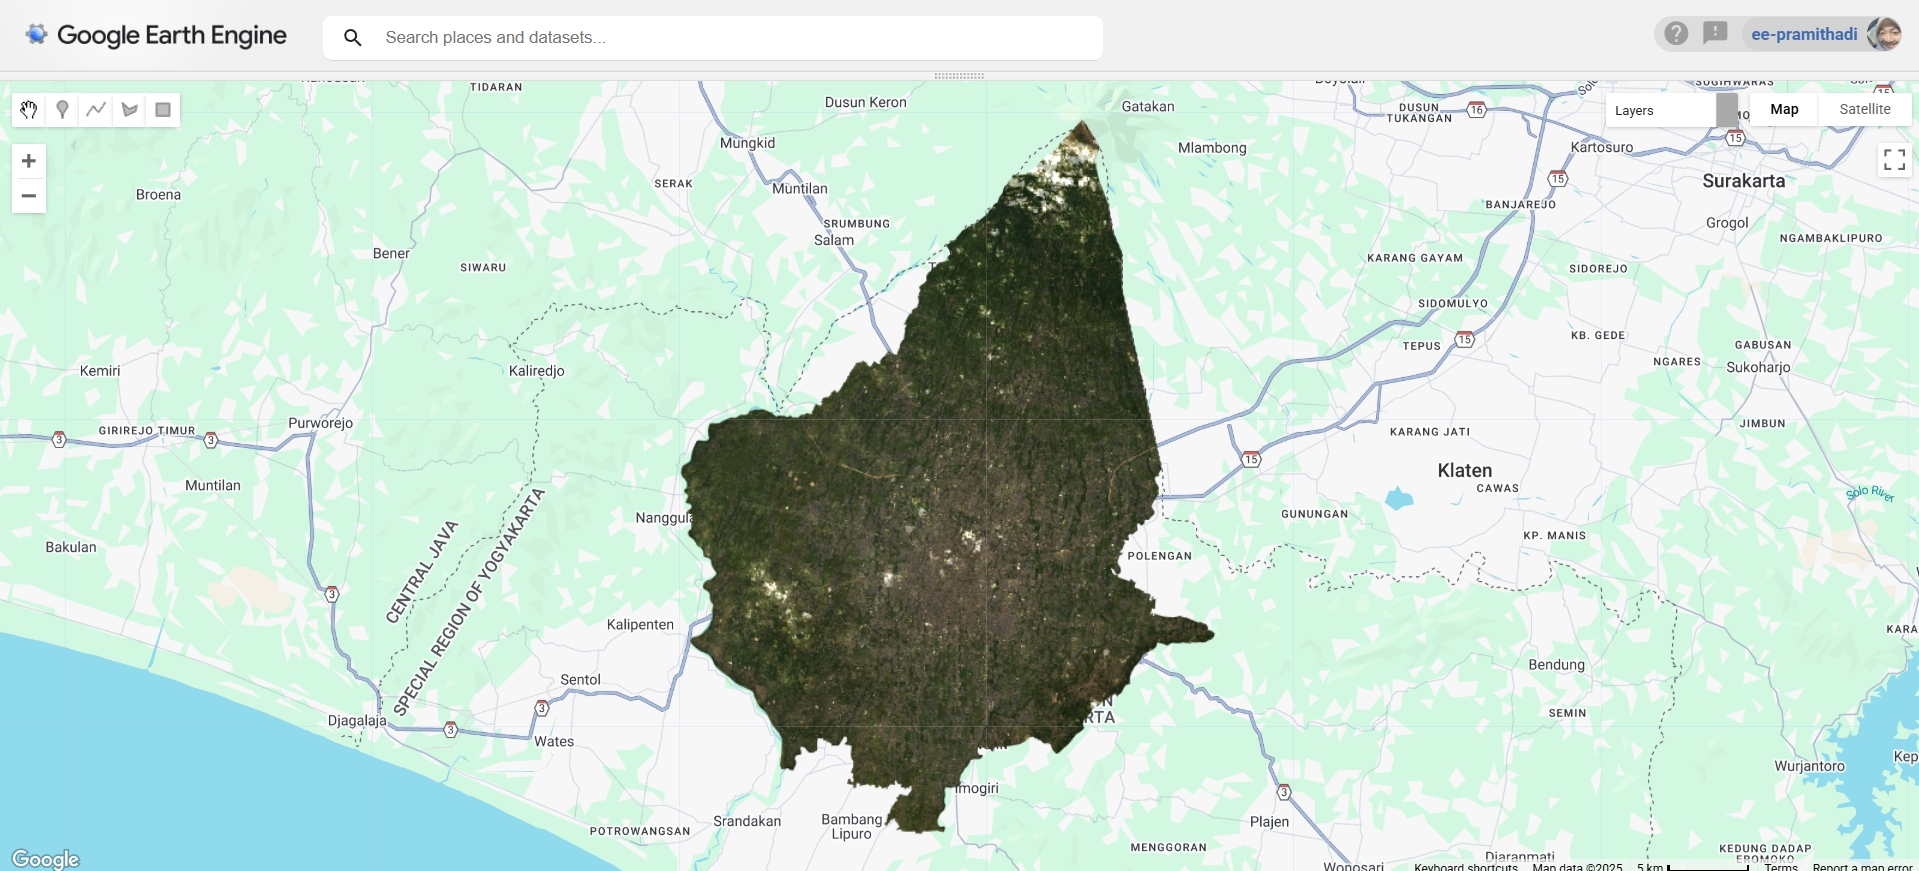 Google Earth Engine
Search places and datasets...
ee-pramithadi
TIDARAN
Dusun Keron
Gatakan
DUSUN
TUKANGAN
16
Layers
Map
Satellite
15
Mungkid
Mlambong
Kartosuro
15
Surakarta
SERAK
Muntilan
15
Broena
BANJAREJO
Grogol
SRUMBUNG
Salam
NGAMBAKLIPURO
Bener
SIWARU
KARANG GAYAM
SIDOREJO
SIDOMULYO
KB. GEDE
15
TEPUS
GABUSAN
NGARES
Sukoharjo
Kemiri
Kaliredjo
Purworejo
GIRIREJO TIMUR
3
3
JIMBUN
KARANG JATI
15
Klaten
CAWAS
Muntilan
Solo River
Nanggula
GUNUNGAN
KP. MANIS
Bakulan
CENTRAL JAVA
SPECIAL REGION OF YOGYAKARTA
POLENGAN
3
Kalipenten
KARA
Bendung
Sentol
3
Djagalaja
3
SEMIN
N
RTA
Wates
Wurjantoro
Kep
Imogiri
3
Srandakan
Bambang
Lipuro
POTROWANGSAN
Plajen
MENGGORAN
KEDUNG DADAP
EROMOKO
Djaranmati
Wonosari
Google
Keyboard shortcuts
Map data ©2025
5 km
Terms
Report a map error